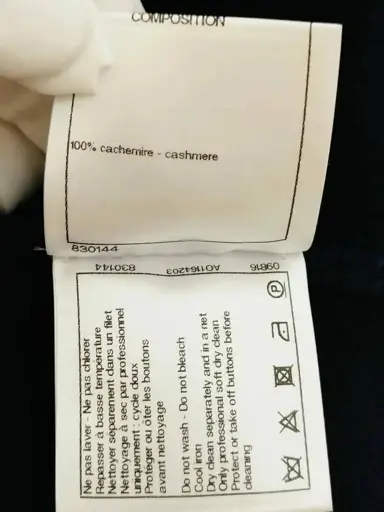 COMPOSITION
100% cachemire - cashmere
830144
830144 A01164203 09816
Ne pas laver - Ne pas chlorer
Repasser à basse température
Nettoyer séparement dans un filet
Nettoyage à sec par professionnel
uniquement : cycle doux
Protéger ou ôter les boutons
avant nettoyage
Do not wash - Do not bleach
Cool iron
Dry clean separately and in a net
Only professional soft dry clean
Protect or take off buttons before
cleaning
P